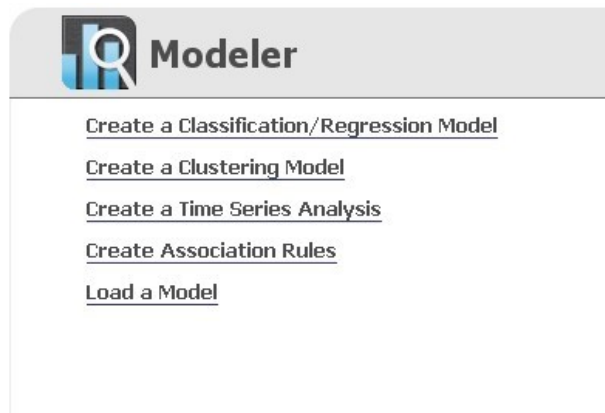 Modeler
Create a Classification/Regression Model
Create a Clustering Model
Create a Time Series Analysis
Create Association Rules
Load a Model